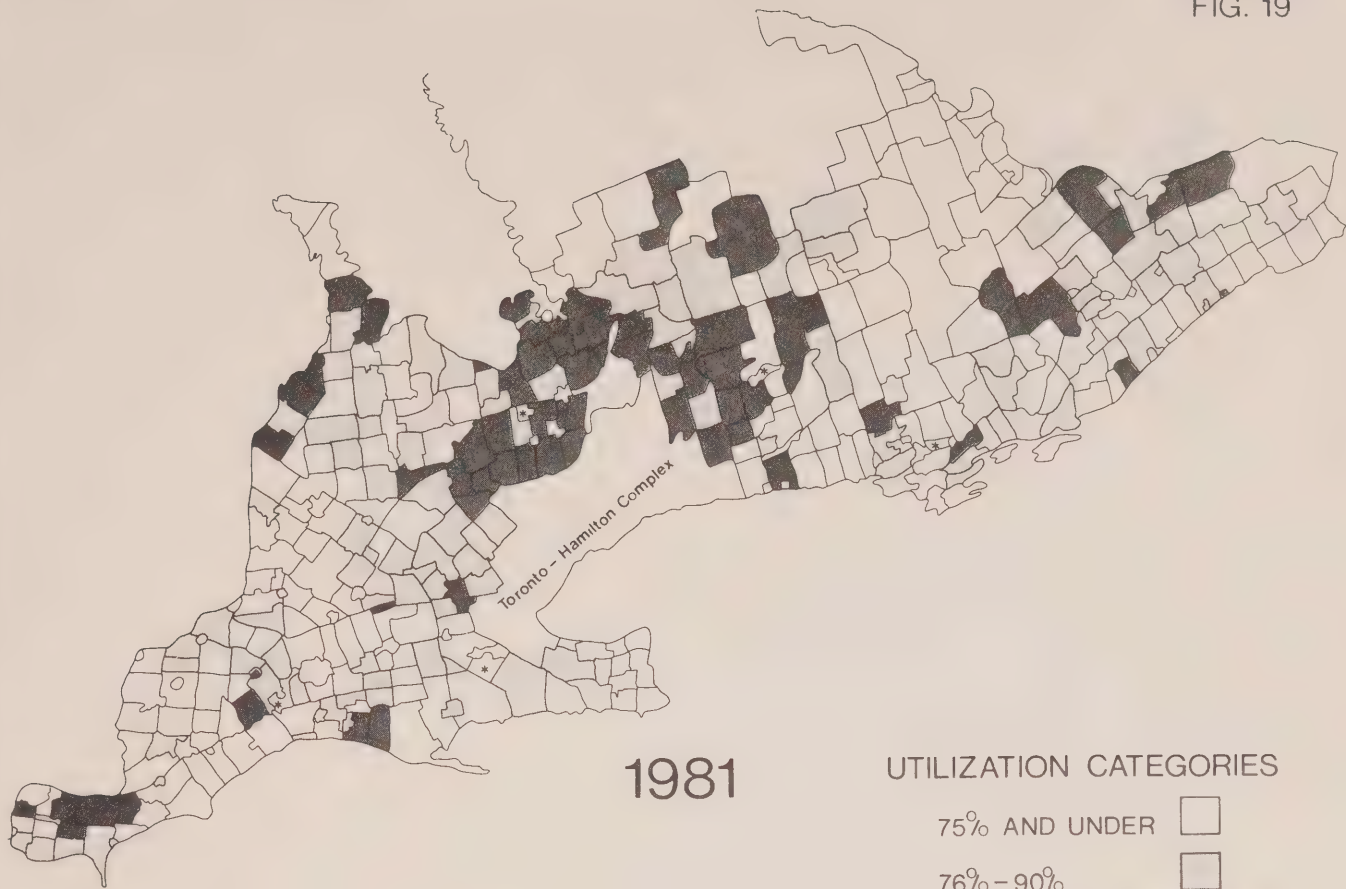 FIG. 19
Toronto - Hamilton Complex
1981
UTILIZATION CATEGORIES
75% AND UNDER
76% - 90%